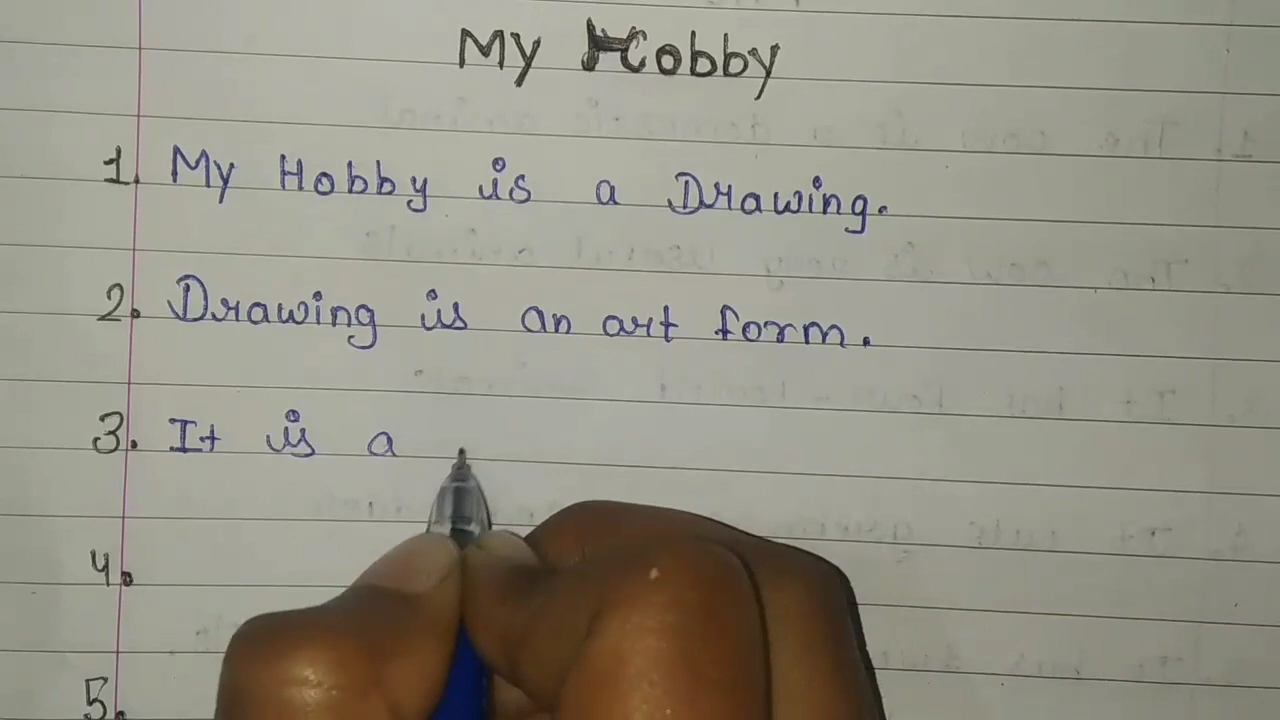 My Hobby
1. My Hobby is a Drawing.
2. Drawing is an art form.
3. It is a
4.
5.